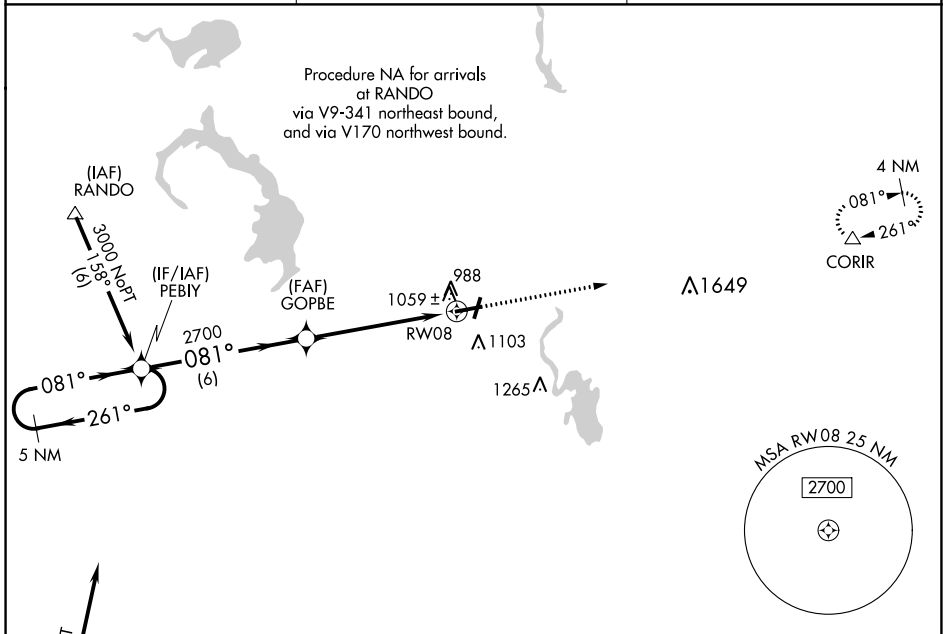 Procedure NA for arrivals
at RANDO
via V9-341 northeast bound,
and via V170 northwest bound.
4 NM
081°
261°
CORIR
(IAF)
RANDO
3000 NoPT
158°
(6)
(IF/IAF)
PEBIY
(FAF)
GOPBE
988
1059 ±
RW08
1649
1103
1265
2700
081°
(6)
081°
261°
5 NM
MSA RW08 25 NM
2700